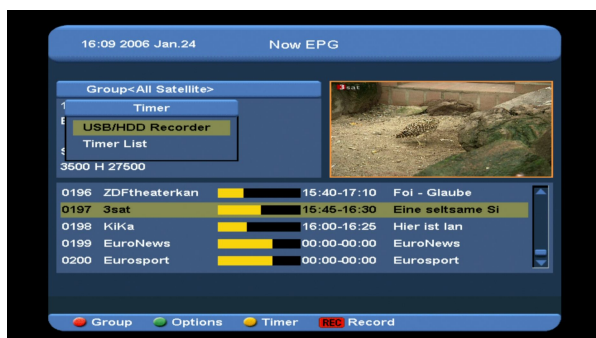 16:09 2006 Jan.24 Now EPG
Group<All Satellite>
Timer
USB/HDD Recorder
Timer List
3500 H 27500
3sat
0196 ZDFtheaterkan 15:40-17:10 Foi - Glaube
0197 3sat 15:45-16:30 Eine seltsame Si
0198 KiKa 16:00-16:25 Hier ist Ian
0199 EuroNews 00:00-00:00 EuroNews
0200 Eurosport 00:00-00:00 Eurosport
Group Options Timer REC Record